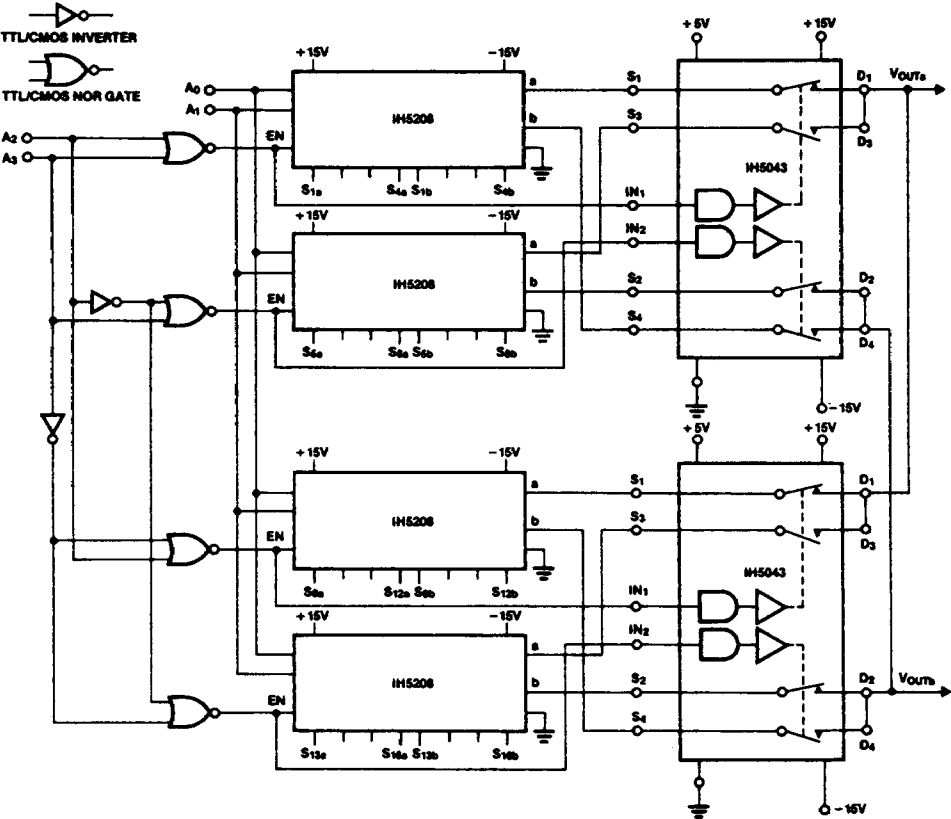 TTL/CMOS INVERTER
TTL/CMOS NOR GATE
+15V
-15V
+5V
+15V
A0
A1
A2
A3
EN
IH5208
a
b
S1a
S4a
S1b
S4b
S1
S3
IN1
IN2
S2
S4
IH5043
D1
D3
D2
D4
VOUTa
+15V
-15V
EN
IH5208
a
b
S5a
S8a
S5b
S8b
-15V
+5V
+15V
+15V
-15V
EN
IH5208
a
b
S9a
S12a
S9b
S12b
S1
S3
IN1
IN2
S2
S4
IH5043
D1
D3
D2
D4
VOUTb
+15V
-15V
EN
IH5208
a
b
S13a
S16a
S13b
S16b
-15V